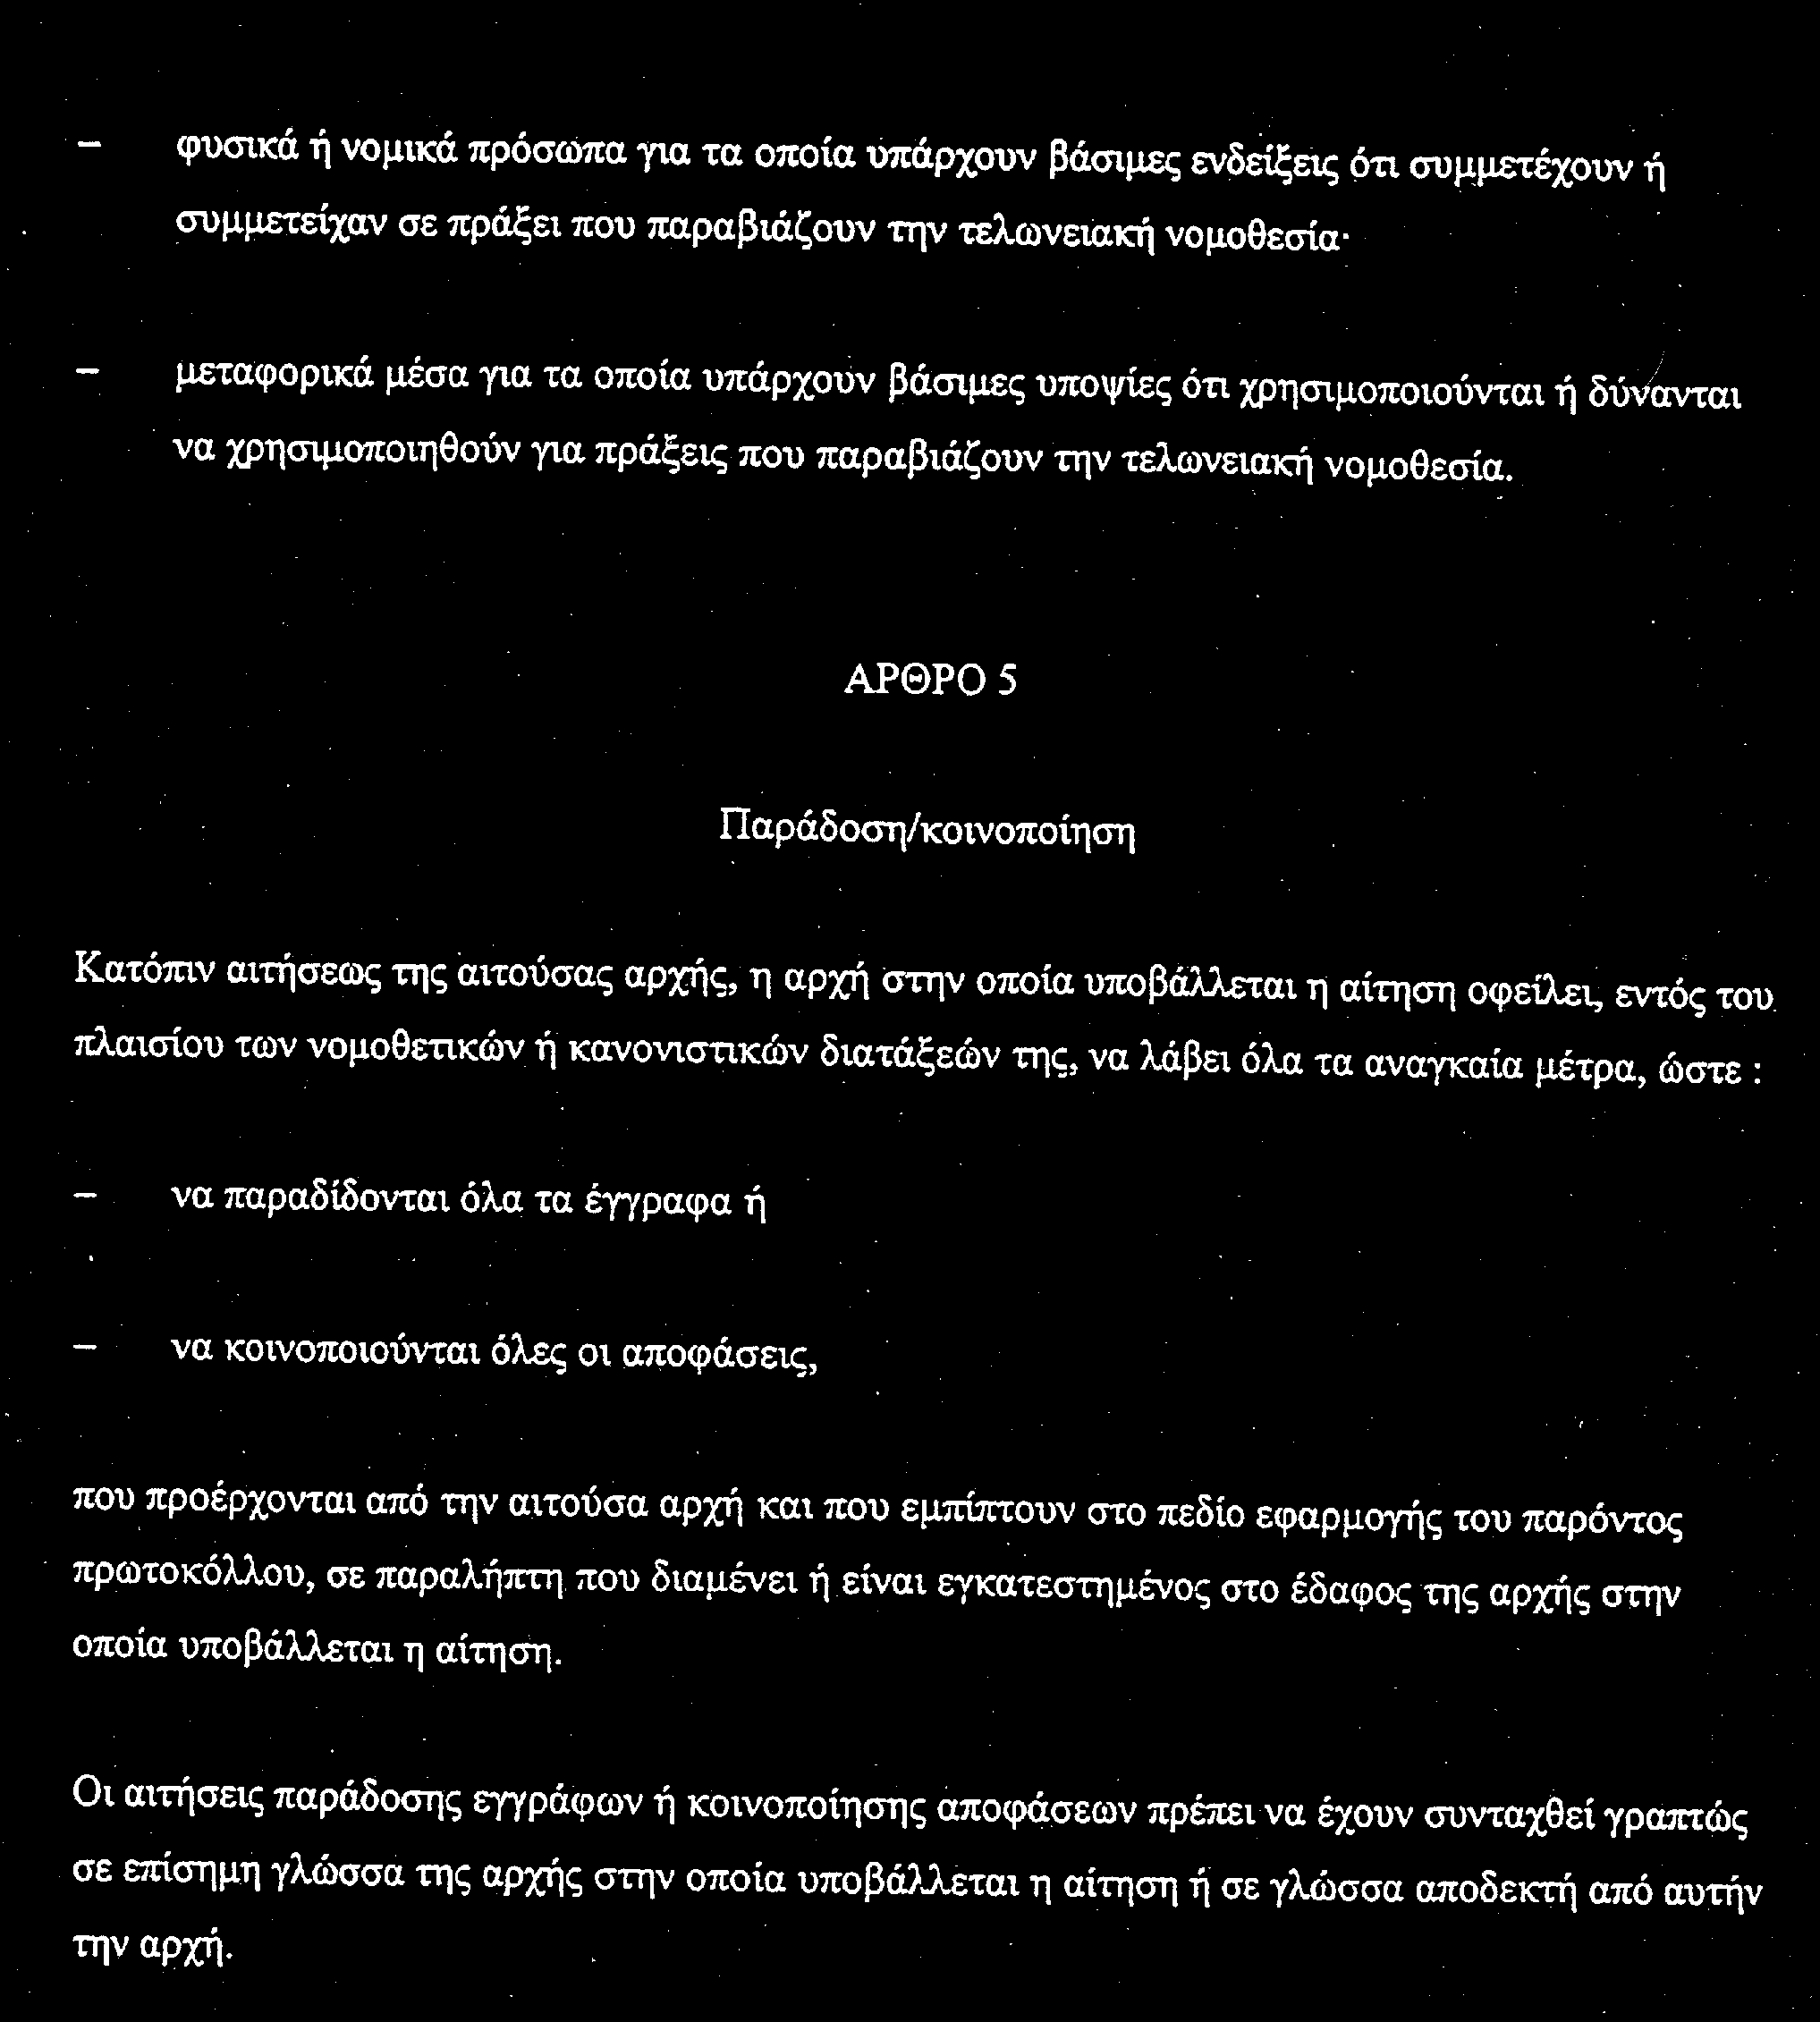 – φυσικά ή νομικά πρόσωπα για τα οποία υπάρχουν βάσιμες ενδείξεις ότι συμμετέχουν ή
συμμετείχαν σε πράξει που παραβιάζουν την τελωνειακή νομοθεσία·
– μεταφορικά μέσα για τα οποία υπάρχουν βάσιμες υποψίες ότι χρησιμοποιούνται ή δύνανται
να χρησιμοποιηθούν για πράξεις που παραβιάζουν την τελωνειακή νομοθεσία.
ΑΡΘΡΟ 5
Παράδοση/κοινοποίηση
Κατόπιν αιτήσεως της αιτούσας αρχής, η αρχή στην οποία υποβάλλεται η αίτηση οφείλει, εντός του
πλαισίου των νομοθετικών ή κανονιστικών διατάξεών της, να λάβει όλα τα αναγκαία μέτρα, ώστε :
– να παραδίδονται όλα τα έγγραφα ή
– να κοινοποιούνται όλες οι αποφάσεις,
που προέρχονται από την αιτούσα αρχή και που εμπίπτουν στο πεδίο εφαρμογής του παρόντος
πρωτοκόλλου, σε παραλήπτη που διαμένει ή είναι εγκατεστημένος στο έδαφος της αρχής στην
οποία υποβάλλεται η αίτηση.
Οι αιτήσεις παράδοσης εγγράφων ή κοινοποίησης αποφάσεων πρέπει να έχουν συνταχθεί γραπτώς
σε επίσημη γλώσσα της αρχής στην οποία υποβάλλεται η αίτηση ή σε γλώσσα αποδεκτή από αυτήν
την αρχή.